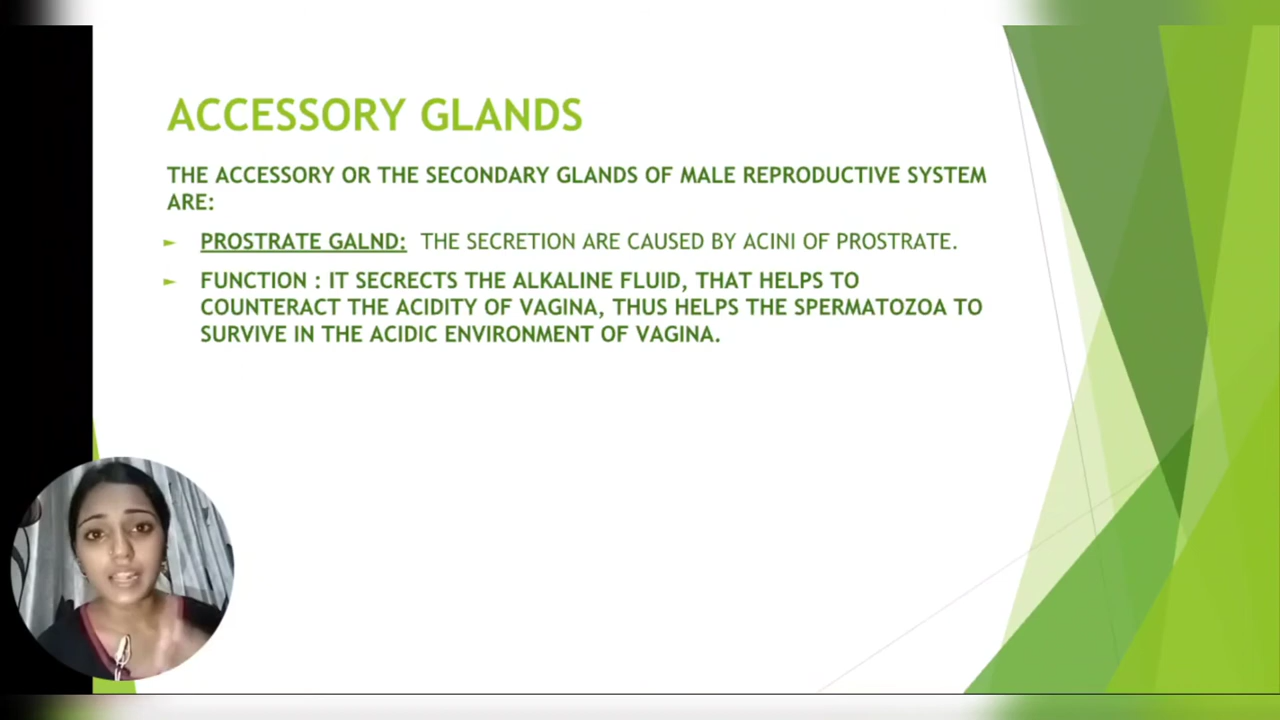 ACCESSORY GLANDS
THE ACCESSORY OR THE SECONDARY GLANDS OF MALE REPRODUCTIVE SYSTEM
ARE:
► PROSTRATE GALND: THE SECRETION ARE CAUSED BY ACINI OF PROSTRATE.
► FUNCTION : IT SECRECTS THE ALKALINE FLUID, THAT HELPS TO
COUNTERACT THE ACIDITY OF VAGINA, THUS HELPS THE SPERMATOZOA TO
SURVIVE IN THE ACIDIC ENVIRONMENT OF VAGINA.